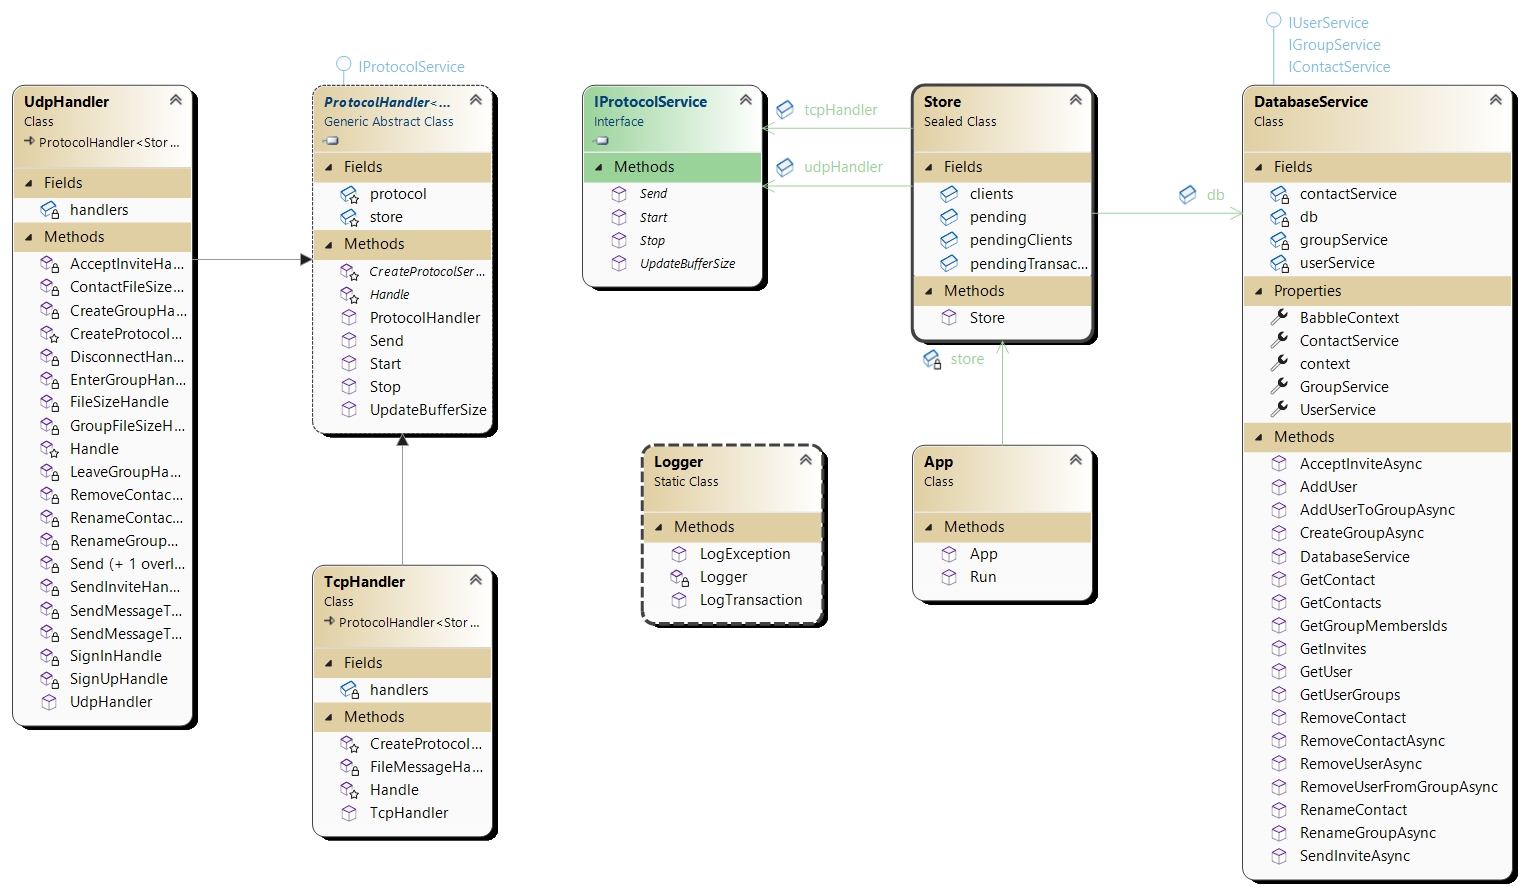 UdpHandler
Class
ProtocolHandler<Stor...
Fields
handlers
Methods
AcceptInviteHa...
ContactFileSize...
CreateGroupHa...
CreateProtocol...
DisconnectHan...
EnterGroupHan...
FileSizeHandle
GroupFileSizeH...
Handle
LeaveGroupHa...
RemoveContac...
RenameContac...
RenameGroup...
Send (+ 1 overl...
SendInviteHan...
SendMessageT...
SendMessageT...
SignInHandle
SignUpHandle
UdpHandler
IProtocolService
ProtocolHandler<...
Generic Abstract Class
Fields
protocol
store
Methods
CreateProtocolSer...
Handle
ProtocolHandler
Send
Start
Stop
UpdateBufferSize
TcpHandler
Class
ProtocolHandler<Stor...
Fields
handlers
Methods
CreateProtocol...
FileMessageHa...
Handle
TcpHandler
IProtocolService
Interface
Methods
Send
Start
Stop
UpdateBufferSize
tcpHandler
udpHandler
Logger
Static Class
Methods
LogException
Logger
LogTransaction
Store
Sealed Class
Fields
clients
pending
pendingClients
pendingTransac...
Methods
Store
store
App
Class
Methods
App
Run
db
IUserService
IGroupService
IContactService
DatabaseService
Class
Fields
contactService
db
groupService
userService
Properties
BabbleContext
ContactService
context
GroupService
UserService
Methods
AcceptInviteAsync
AddUser
AddUserToGroupAsync
CreateGroupAsync
DatabaseService
GetContact
GetContacts
GetGroupMembersIds
GetInvites
GetUser
GetUserGroups
RemoveContact
RemoveContactAsync
RemoveUserAsync
RemoveUserFromGroupAsync
RenameContact
RenameGroupAsync
SendInviteAsync